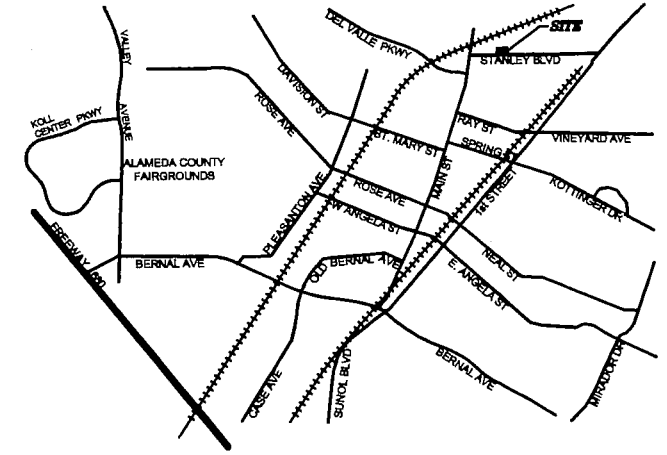 SITE
DEL VALLE PKWY
STANLEY BLVD
VALLEY
AVENUE
DAVISION ST
ROSE AVE
KOLL
CENTER PKWY
RAY ST
VINEYARD AVE
ST. MARY ST
SPRING
ALAMEDA COUNTY
FAIRGROUNDS
MAIN ST
ROSE AVE
KOTTINGER DR
1st STREET
PLEASANTON AVE
W ANGELA ST
NEAL ST
FREEWAY 680
BERNAL AVE
OLD BERNAL AVE
E. ANGELA ST
CASE AVE
SUNOL BLVD
BERNAL AVE
MIRADOR DR